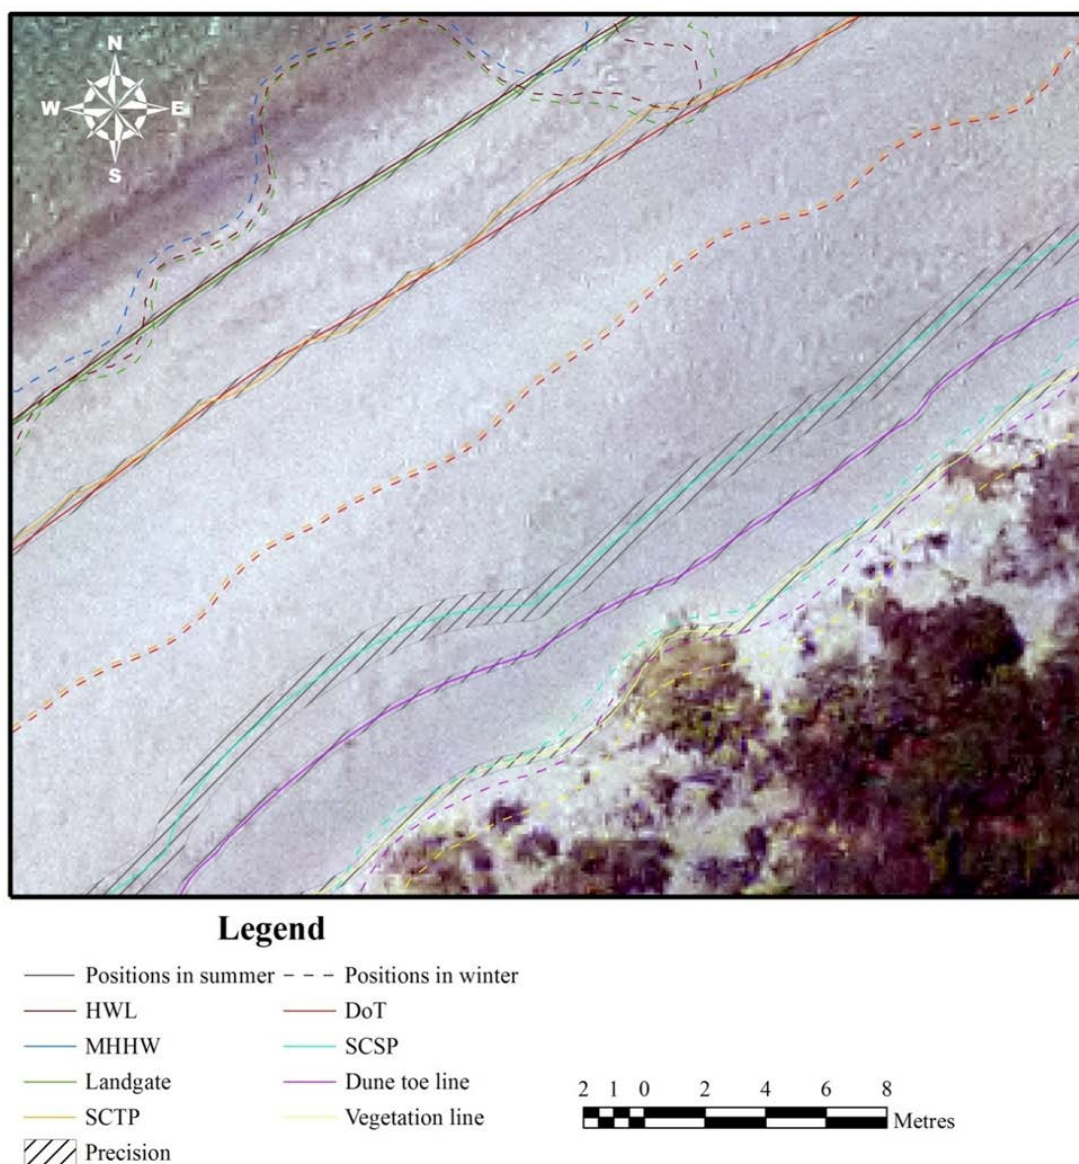 N
W E
S
Legend
Positions in summer Positions in winter
HWL DoT
MHHW SCSP
Landgate Dune toe line
SCTP Vegetation line
Precision
2 1 0 2 4 6 8
Metres